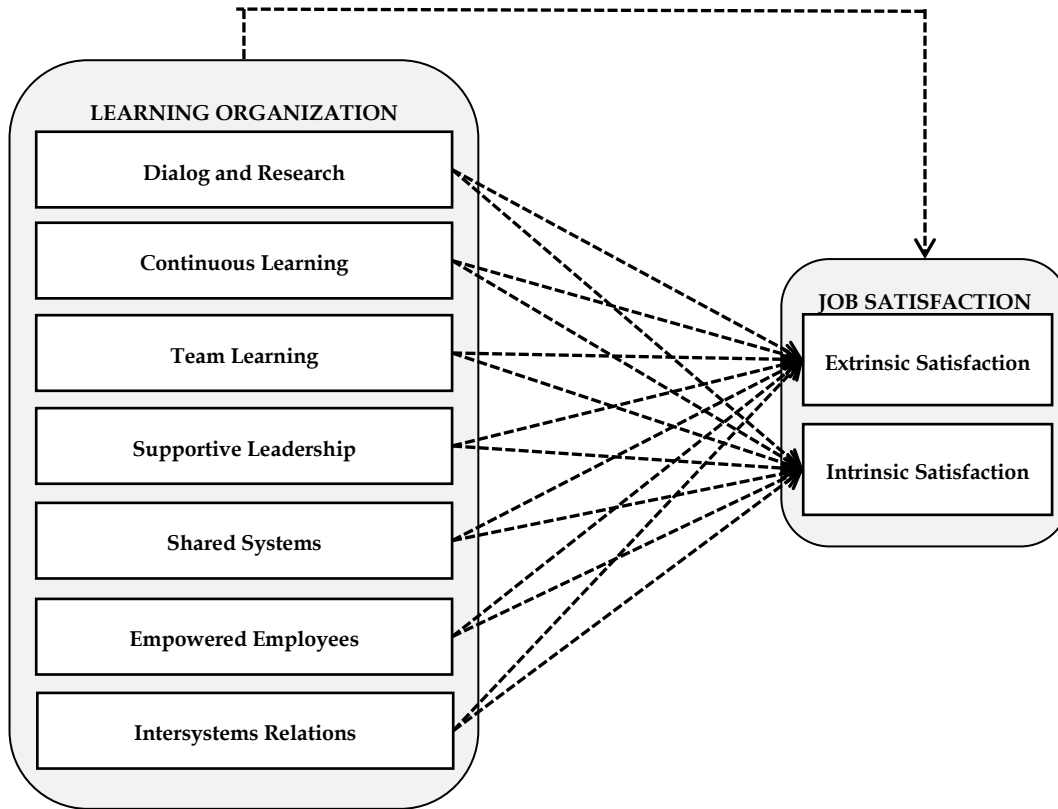 LEARNING ORGANIZATION
Dialog and Research
Continuous Learning
Team Learning
Supportive Leadership
Shared Systems
Empowered Employees
Intersystems Relations
JOB SATISFACTION
Extrinsic Satisfaction
Intrinsic Satisfaction